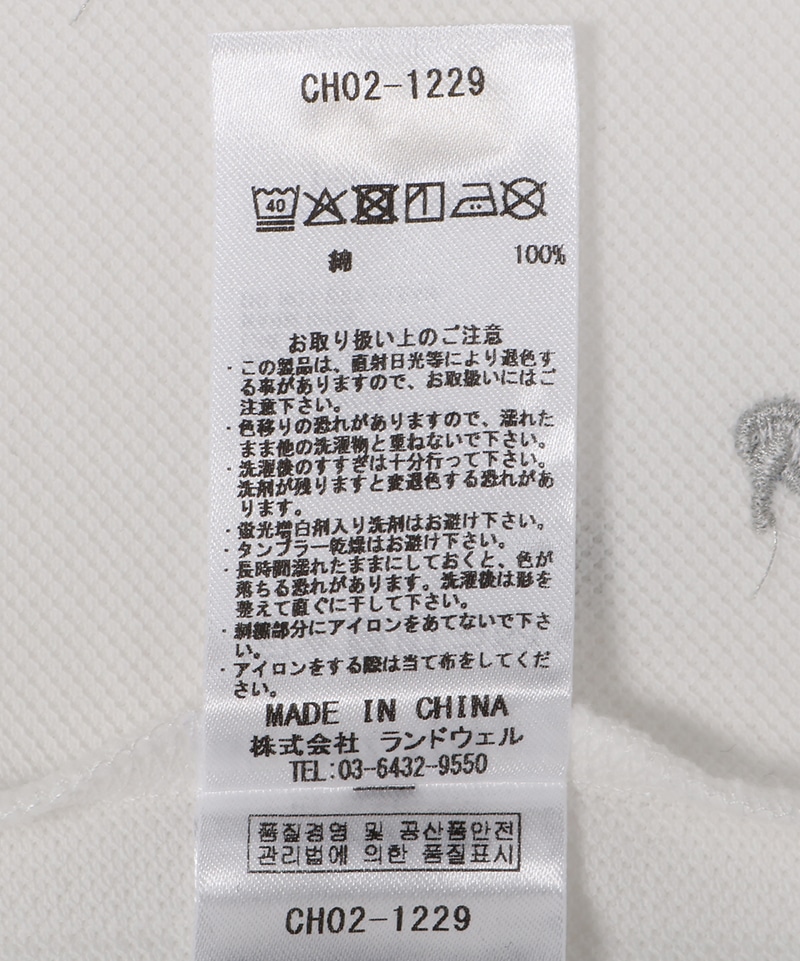 CH02-1229
40
綿 100%
お取り扱い上のご注意
・この製品は、直射日光等により退色す
る事がありますので、お取扱いにはご
注意下さい。
・色移りの恐れがありますので、濡れた
まま他の洗濯物と重ねないで下さい。
・洗濯後のすすぎは十分行って下さい。
洗剤が残りますと変退色する恐れがあ
ります。
・蛍光増白剤入り洗剤はお避け下さい。
・タンブラー乾燥はお避け下さい。
・長時間濡れたままにしておくと、色が
落ちる恐れがあります。洗濯後は形を
整えて直ぐに干して下さい。
・刺繍部分にアイロンをあてないで下さ
い。
・アイロンをする際は当て布をしてくだ
さい。
MADE IN CHINA
株式会社 ランドウェル
TEL:03-6432-9550
품질경영 및 공산품안전
관리법에 의한 품질표시
CH02-1229